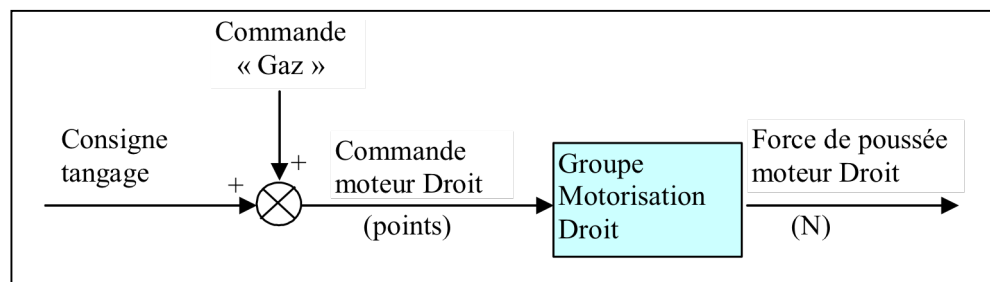 Commande
« Gaz »
Consigne
tangage
+
+
Commande
moteur Droit
(points)
Groupe
Motorisation
Droit
Force de poussée
moteur Droit
(N)